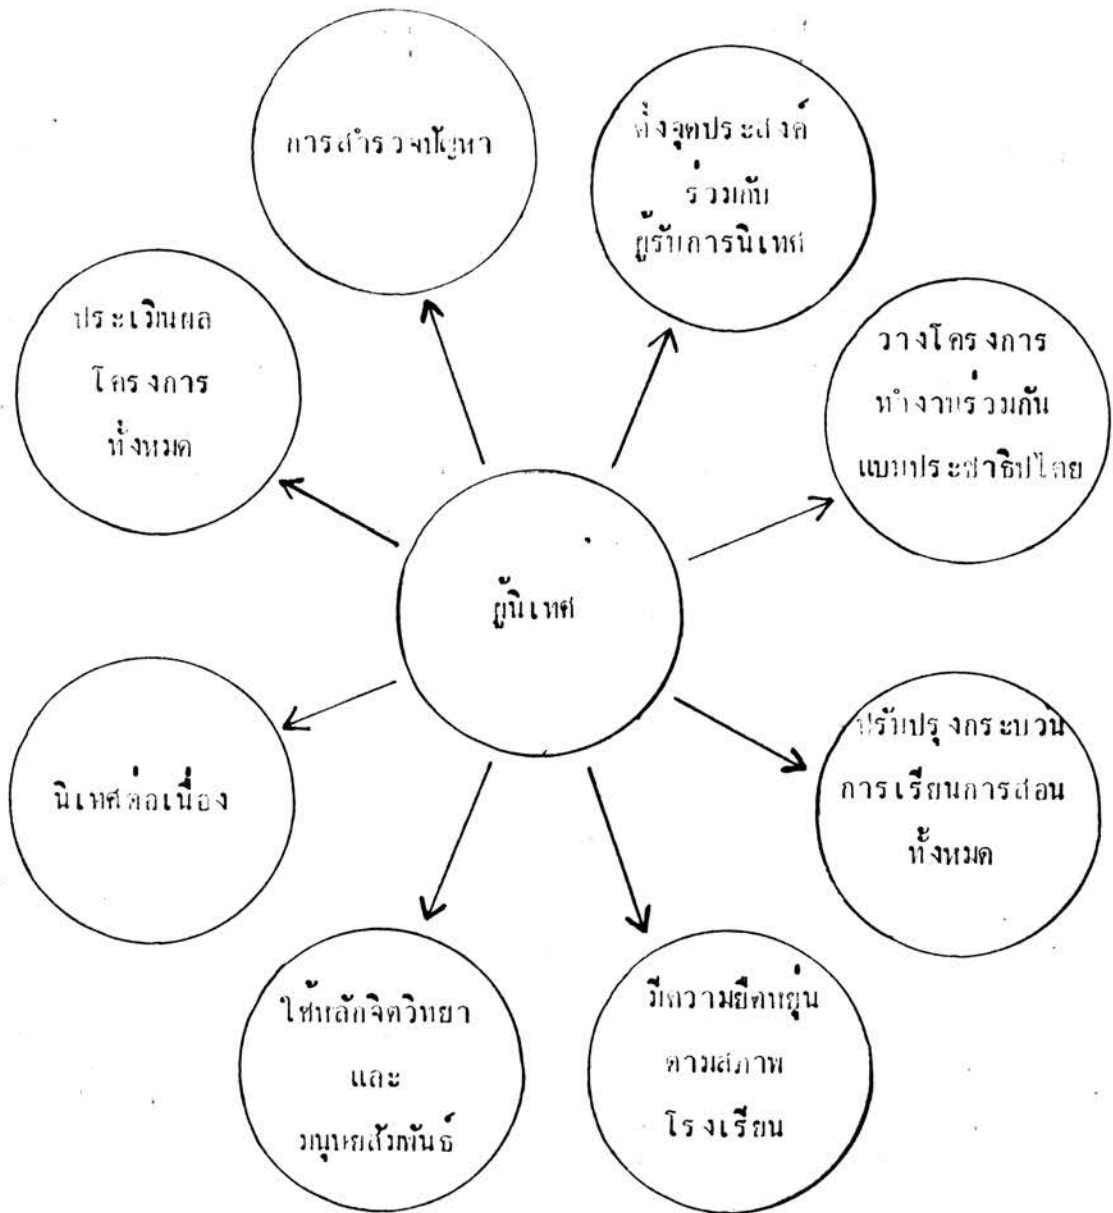 การสำรวจปัญหา
ตั้งจุดประสงค์
ร่วมกับ
ผู้รับการนิเทศ
วางโครงการ
ทำงานร่วมกัน
แบบประชาธิปไตย
ปรับปรุงกระบวน
การเรียนการสอน
ทั้งหมด
มีความยืดหยุ่น
ตามสภาพ
โรงเรียน
ใช้หลักจิตวิทยา
และ
มนุษยสัมพันธ์
นิเทศต่อเนื่อง
ประเมินผล
โครงการ
ทั้งหมด
ผู้นิเทศ